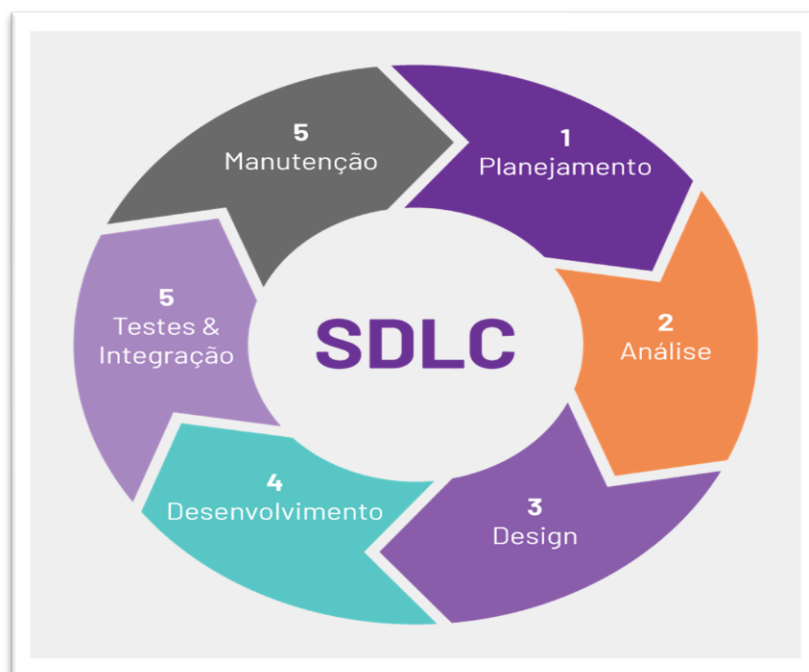 1
Planejamento
2
Análise
3
Design
4
Desenvolvimento
5
Testes &
Integração
5
Manutenção
SDLC